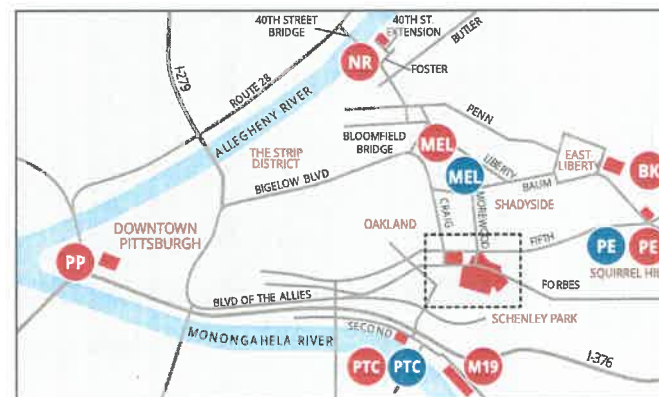 40TH STREET
BRIDGE
40TH ST.
EXTENSION
BUTLER
NR
FOSTER
I-279
ROUTE 28
ALLEGHENY RIVER
PENN
BLOOMFIELD
BRIDGE
MEL
THE STRIP
DISTRICT
LIBERTY
EAST
LIBERTY
BK
MEL
BAUM
BIGELOW BLVD
SHADYSIDE
CRAIG
MOREWOOD
OAKLAND
DOWNTOWN
PITTSBURGH
FIFTH
PE
PE
PP
SQUIRREL HIL
FORBES
BLVD OF THE ALLIES
SCHENLEY PARK
SECOND
MONONGAHELA RIVER
I-376
PTC
PTC
M19